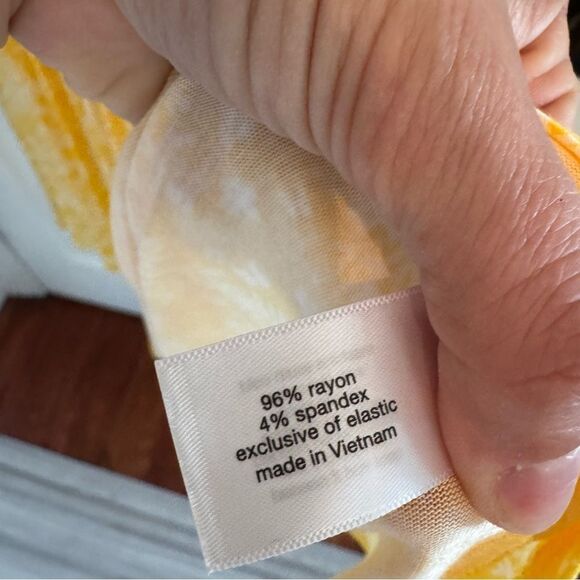 96% rayon
4% spandex
exclusive of elastic
made in Vietnam